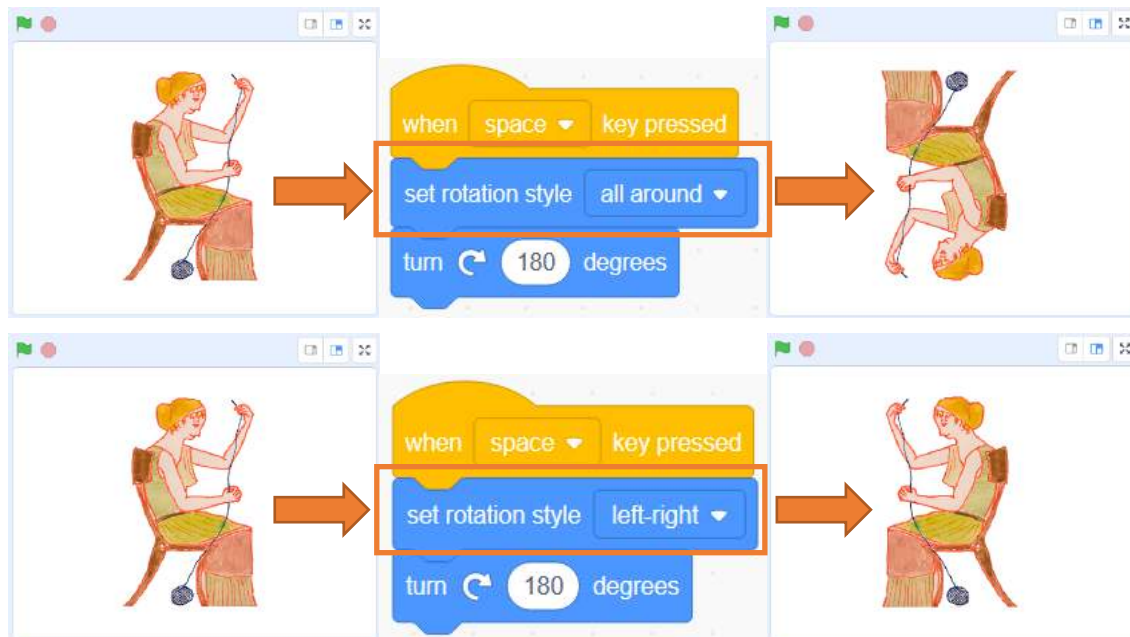 when space key pressed
set rotation style all around
turn 180 degrees
when space key pressed
set rotation style left-right
turn 180 degrees